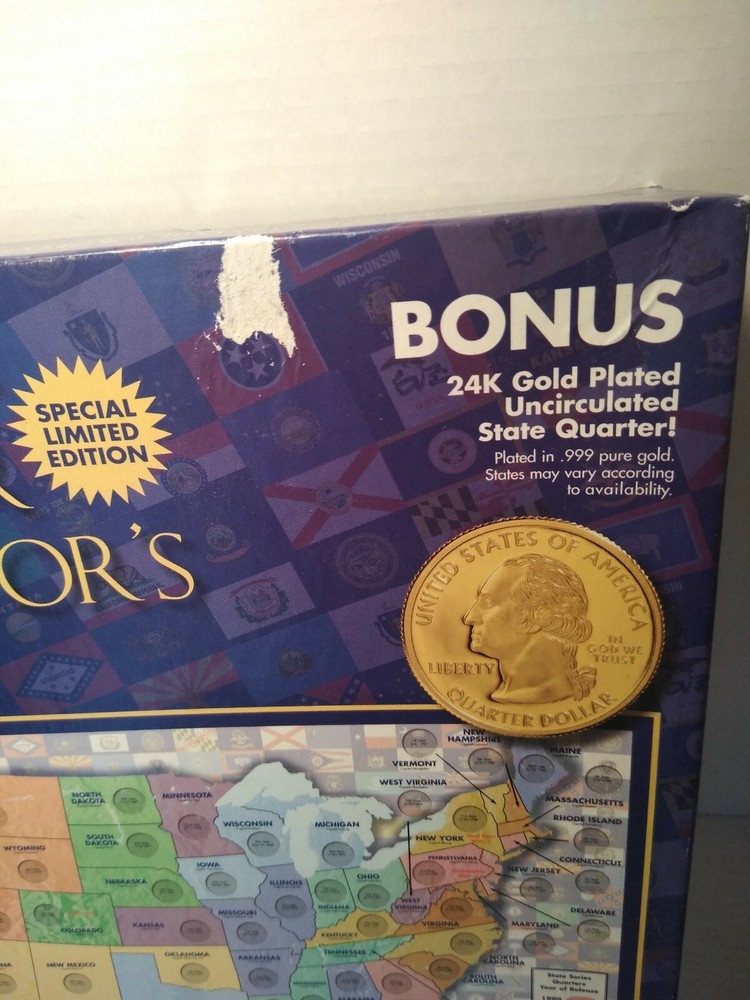 WISCONSIN
BONUS
24K Gold Plated
Uncirculated
State Quarter!
Plated in .999 pure gold.
States may vary according
to availability.
SPECIAL
LIMITED
EDITION
OR'S
UNITED STATES OF AMERICA
LIBERTY
IN
GOD WE
TRUST
QUARTER DOLLAR
NEW
HAMPSHIRE
MAINE
VERMONT
WEST VIRGINIA
MASSACHUSETTS
RHODE ISLAND
CONNECTICUT
NEW JERSEY
DELAWARE
MARYLAND
NORTH
DAKOTA
MINNESOTA
WISCONSIN
MICHIGAN
NEW YORK
SOUTH
DAKOTA
WYOMING
IOWA
PENNSYLVANIA
NEBRASKA
ILLINOIS
INDIANA
OHIO
WEST
VIRGINIA
VIRGINIA
COLORADO
KANSAS
MISSOURI
KENTUCKY
NEW MEXICO
OKLAHOMA
ARKANSAS
TENNESSEE
NORTH
CAROLINA
SOUTH
CAROLINA
MISSISSIPPI
ALABAMA
State Series
Quarters
Year of Release